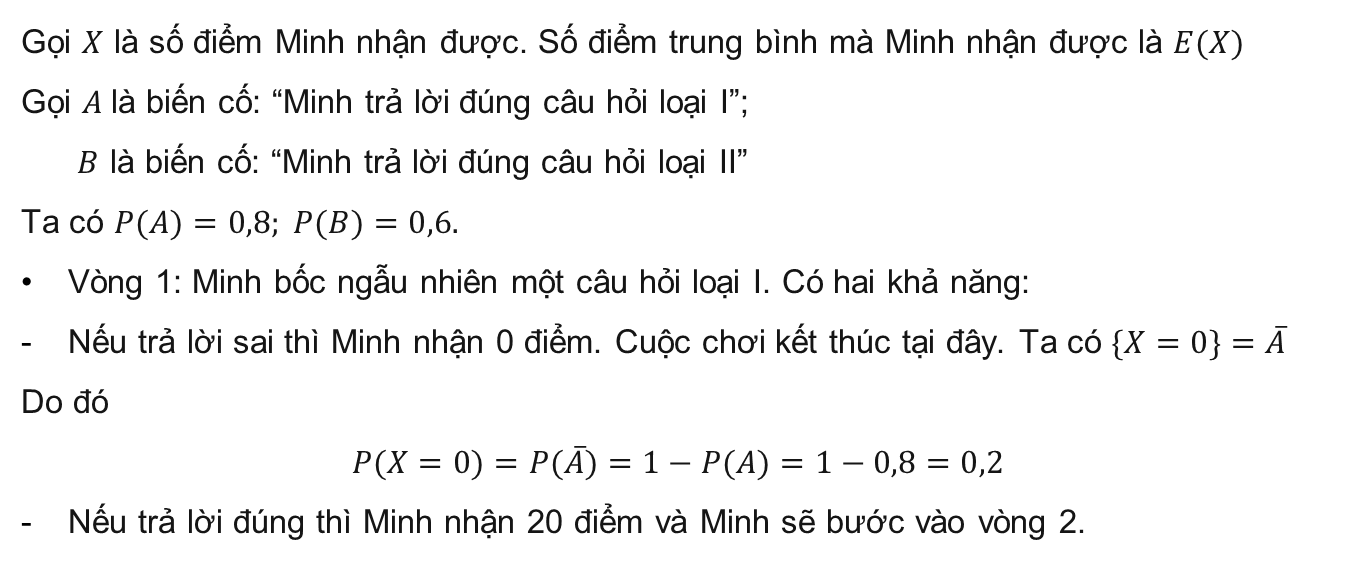 Gọi X là số điểm Minh nhận được. Số điểm trung bình mà Minh nhận được là E(X)
Gọi A là biến cố: “Minh trả lời đúng câu hỏi loại I”;
B là biến cố: “Minh trả lời đúng câu hỏi loại II”
Ta có P(A) = 0,8; P(B) = 0,6.
• Vòng 1: Minh bốc ngẫu nhiên một câu hỏi loại I. Có hai khả năng:
- Nếu trả lời sai thì Minh nhận 0 điểm. Cuộc chơi kết thúc tại đây. Ta có {X = 0} = Ā
Do đó
P(X = 0) = P(Ā) = 1 − P(A) = 1 − 0,8 = 0,2
- Nếu trả lời đúng thì Minh nhận 20 điểm và Minh sẽ bước vào vòng 2.